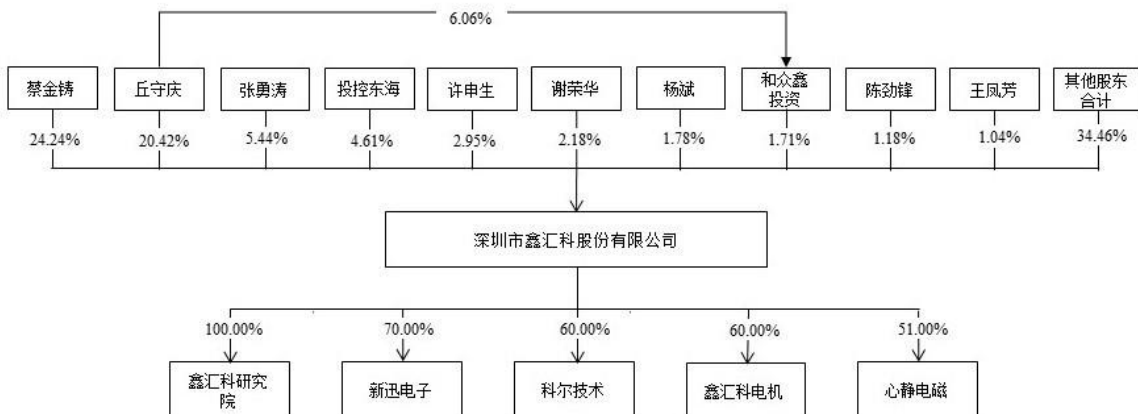 6.06%
蔡金铸
丘守庆
张勇涛
投控东海
许申生
谢荣华
杨斌
和众鑫
投资
陈劲锋
王凤芳
其他股东
合计
24.24%
20.42%
5.44%
4.61%
2.95%
2.18%
1.78%
1.71%
1.18%
1.04%
34.46%
深圳市鑫汇科股份有限公司
100.00%
70.00%
60.00%
60.00%
51.00%
鑫汇科研究
院
新迅电子
科尔技术
鑫汇科电机
心静电磁